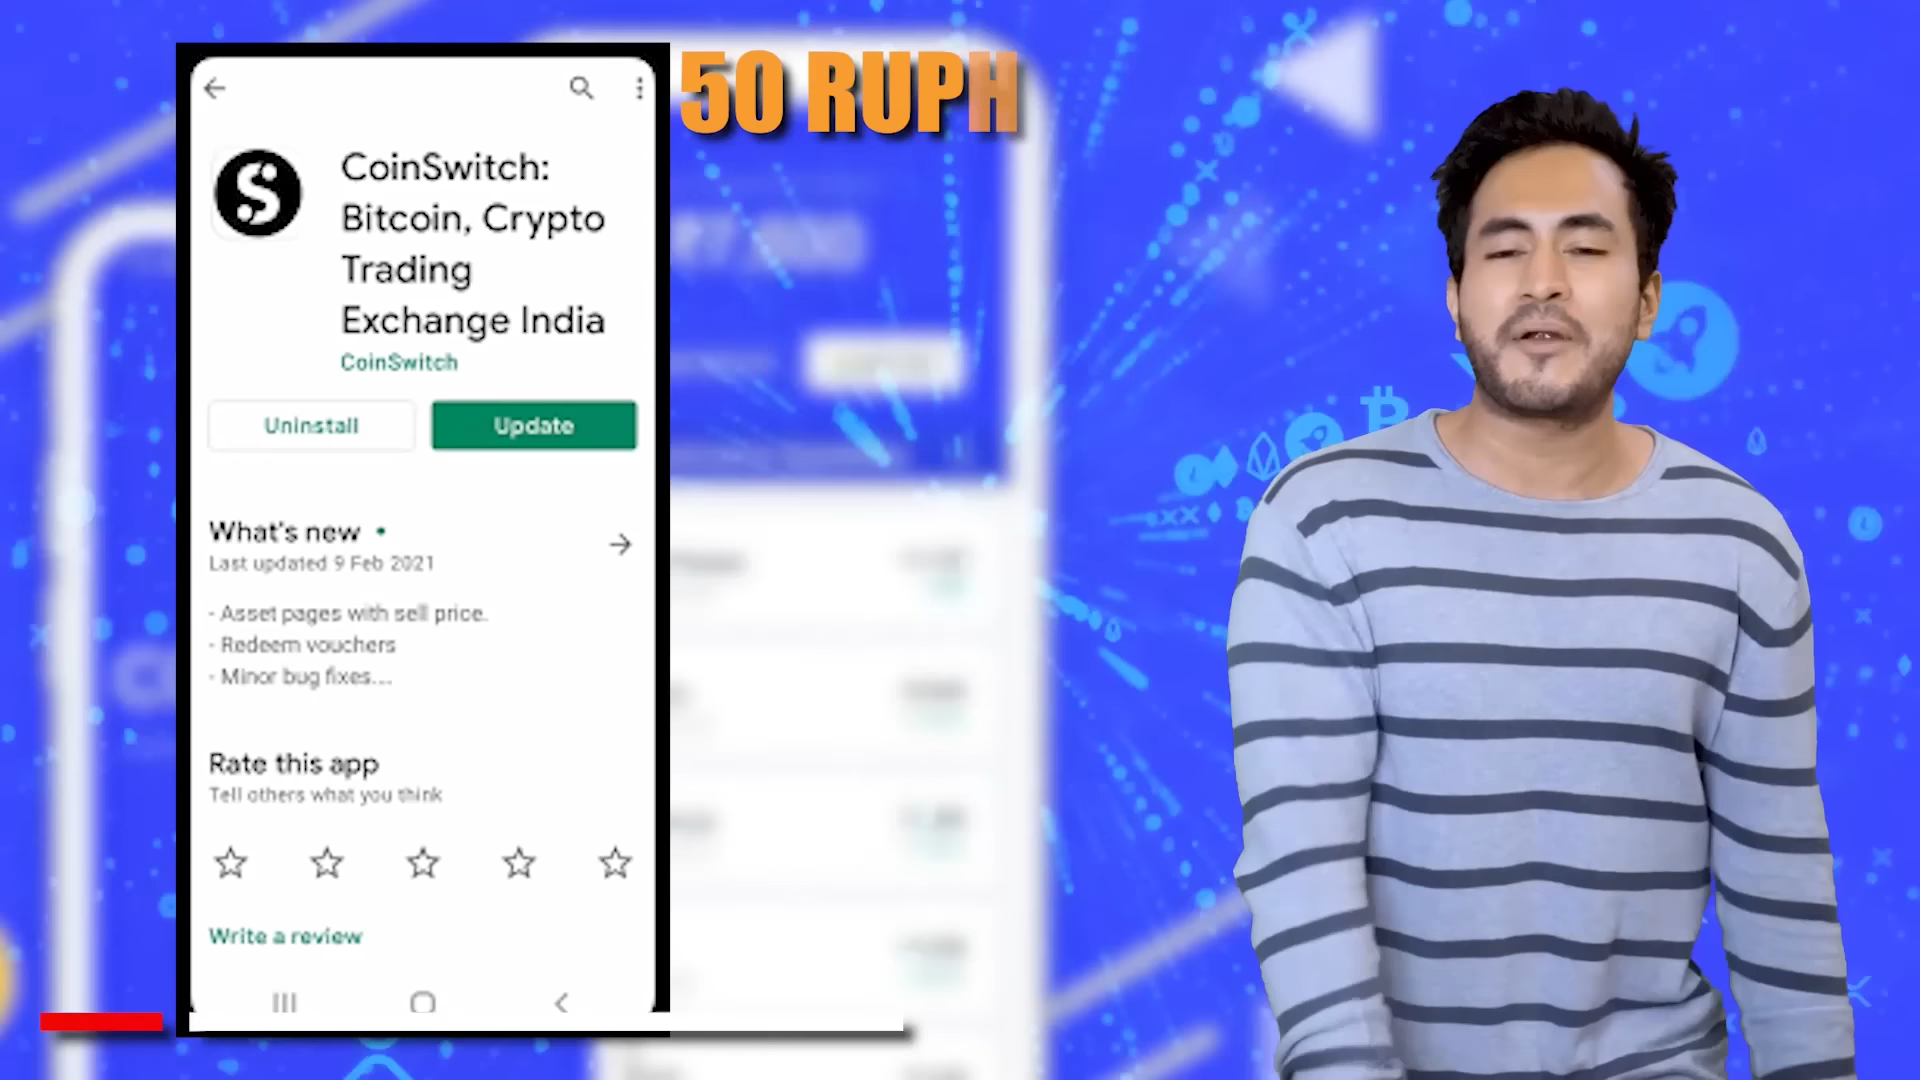 50 RUPH
CoinSwitch:
Bitcoin, Crypto
Trading
Exchange India
CoinSwitch
Uninstall
Update
What's new
Last updated 9 Feb 2021
- Asset pages with sell price.
- Redeem vouchers
- Minor bug fixes...
Rate this app
Tell others what you think
Write a review